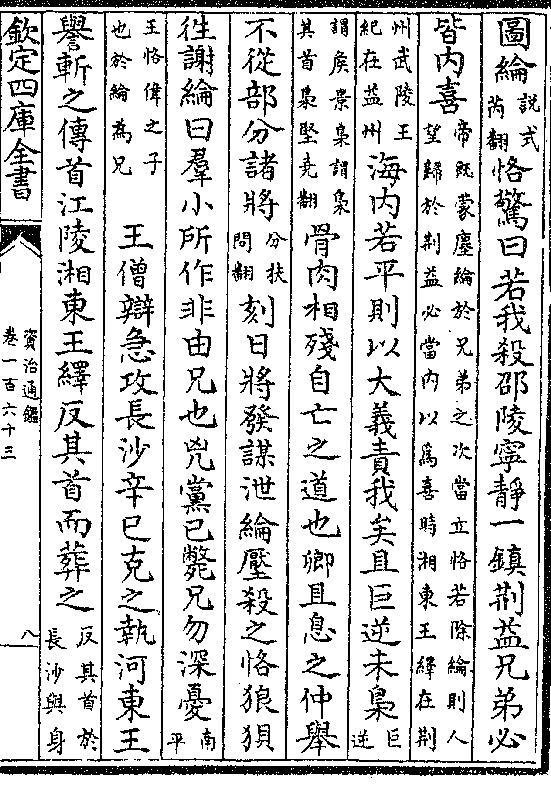 圖綸說式芮翻恪驚曰若我殺邵陵寧靜一鎮荆益兄弟必
皆内喜帝既蒙塵綸於兄弟之次當立恪若除綸則人望歸於荆益必當内以為喜時湘東王繹在荆
州武陵王紀在益州海内若平則以大義責我矣且巨逆未梟巨逆
謂侯景梟謂梟其首梟堅堯翻骨肉相殘自亡之道也卿且息之仲舉
不從部分諸將分扶問翻刻日將發謀泄綸壓殺之恪狼狽
徃謝綸曰羣小所作非由兄也兇黨已斃兄勿深憂南平
王恪偉之子也於綸為兄王僧辯急攻長沙辛巳克之執河東王
譽斬之傳首江陵湘東王繹反其首而葬之反其首於長沙與身
欽定四庫全書
資治通鑑
卷一百六十三
八